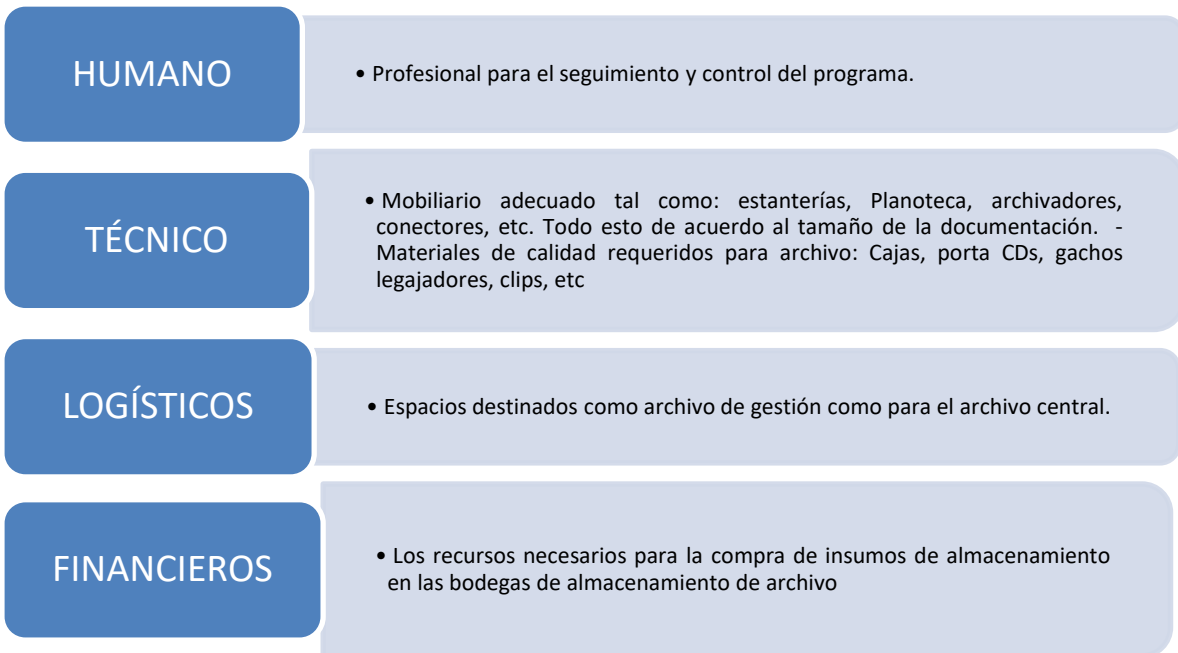 HUMANO
• Profesional para el seguimiento y control del programa.
TÉCNICO
• Mobiliario adecuado tal como: estanterías, Planoteca, archivadores,
conectores, etc. Todo esto de acuerdo al tamaño de la documentación. -
Materiales de calidad requeridos para archivo: Cajas, porta CDs, gachos
legajadores, clips, etc
LOGÍSTICOS
• Espacios destinados como archivo de gestión como para el archivo central.
FINANCIEROS
• Los recursos necesarios para la compra de insumos de almacenamiento
en las bodegas de almacenamiento de archivo